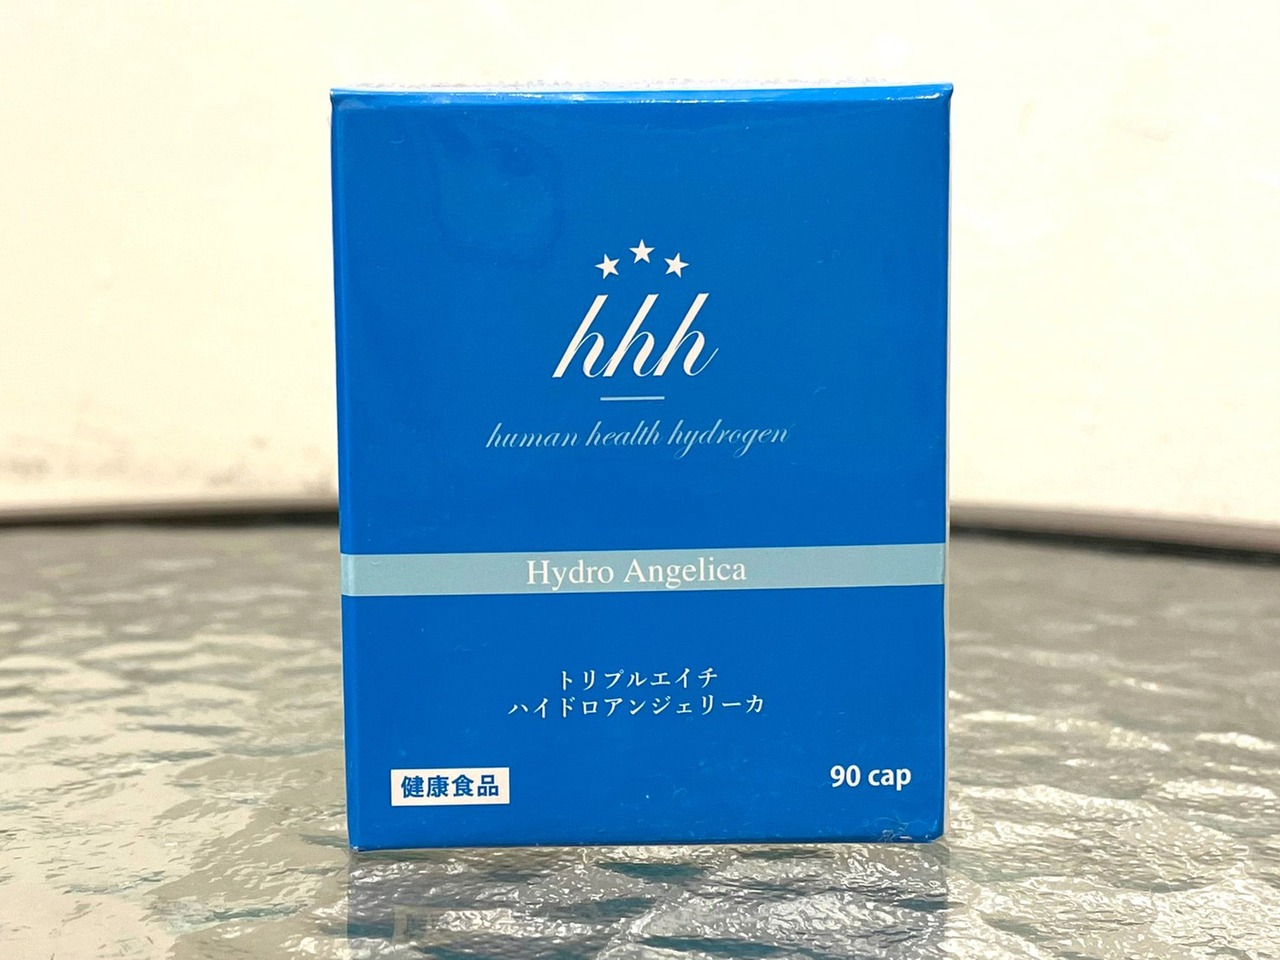 hhh
human health hydrogen
Hydro Angelica
トリプルエイチ
ハイドロアンジェリーカ
健康食品
90 cap